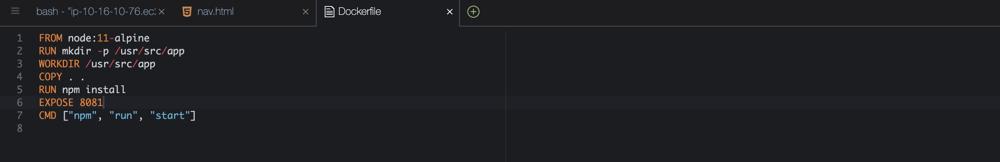 bash - "ip-10-16-10-76.ec2
nav.html
Dockerfile
1 FROM node:11-alpine
2 RUN mkdir -p /usr/src/app
3 WORKDIR /usr/src/app
4 COPY . .
5 RUN npm install
6 EXPOSE 8081
7 CMD ["npm", "run", "start"]
8